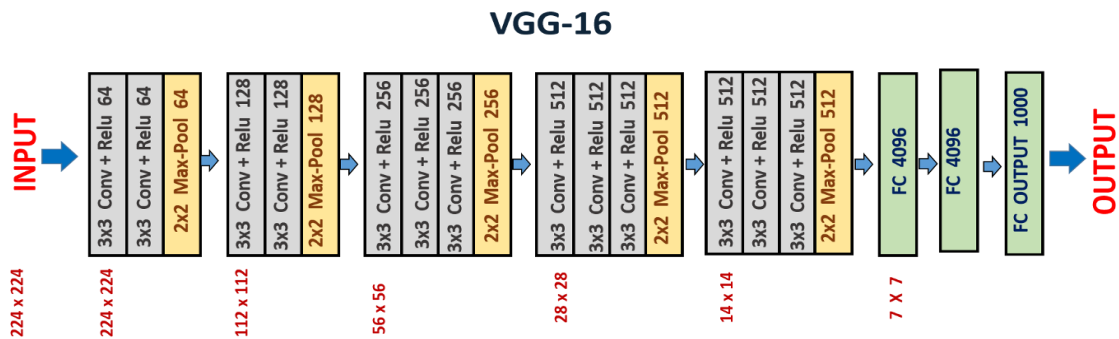 VGG-16
INPUT
3x3 Conv + Relu 64
3x3 Conv + Relu 64
2x2 Max-Pool 64
3x3 Conv + Relu 128
3x3 Conv + Relu 128
2x2 Max-Pool 128
3x3 Conv + Relu 256
3x3 Conv + Relu 256
3x3 Conv + Relu 256
2x2 Max-Pool 256
3x3 Conv + Relu 512
3x3 Conv + Relu 512
3x3 Conv + Relu 512
2x2 Max-Pool 512
3x3 Conv + Relu 512
3x3 Conv + Relu 512
3x3 Conv + Relu 512
2x2 Max-Pool 512
FC 4096
FC 4096
FC OUTPUT 1000
OUTPUT
224 x 224
224 x 224
112 x 112
56 x 56
28 x 28
14 x 14
7 X 7